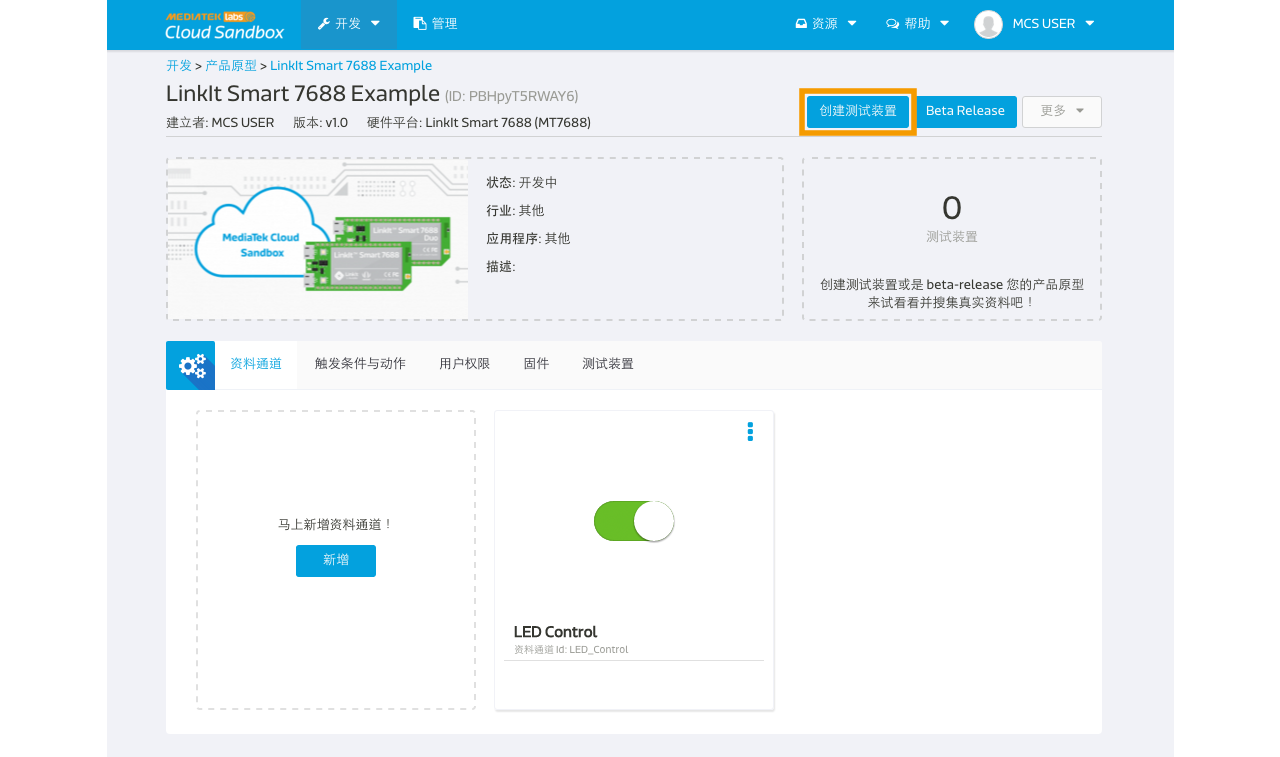 MEDIATEK labs
Cloud Sandbox
开发
管理
资源
帮助
MCS USER
开发 > 产品原型 > LinkIt Smart 7688 Example
LinkIt Smart 7688 Example (ID: PBHpyT5RWAY6)
建立者: MCS USER 版本: v1.0 硬件平台: LinkIt Smart 7688 (MT7688)
创建测试装置
Beta Release
更多
MediaTek Cloud
Sandbox
LinkIt Smart 7688
Duo
LinkIt Smart 7688
状态: 开发中
行业: 其他
应用程序: 其他
描述:
0
测试装置
创建测试装置或是 beta-release 您的产品原型
来试看看并搜集真实资料吧！
资料通道
触发条件与动作
用户权限
固件
测试装置
马上新增资料通道！
新增
LED Control
资料通道 Id: LED_Control